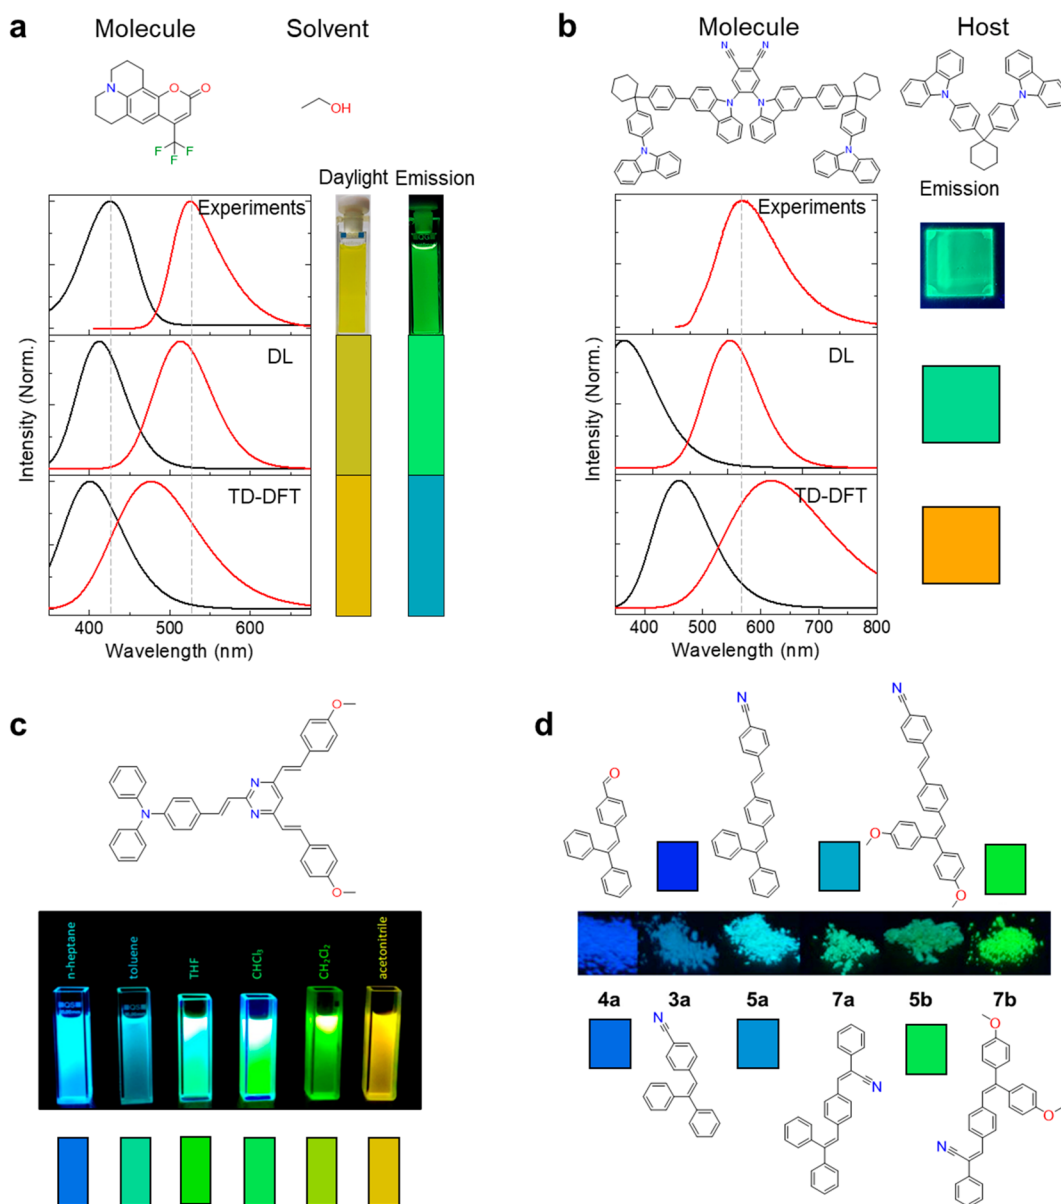 a
Molecule
Solvent
N
O
O
F
F
F
OH
Daylight
Emission
Experiments
DL
TD-DFT
Intensity (Norm.)
400
500
600
Wavelength (nm)
b
Molecule
Host
N
N
N
N
N
N
N
N
Emission
Experiments
DL
TD-DFT
Intensity (Norm.)
400
500
600
700
800
Wavelength (nm)
c
O
N
N
N
O
n-heptane
toluene
THF
CHCl3
CH2Cl2
acetonitrile
d
O
N
N
O
O
4a
3a
5a
7a
5b
7b
N
N
O
O
N